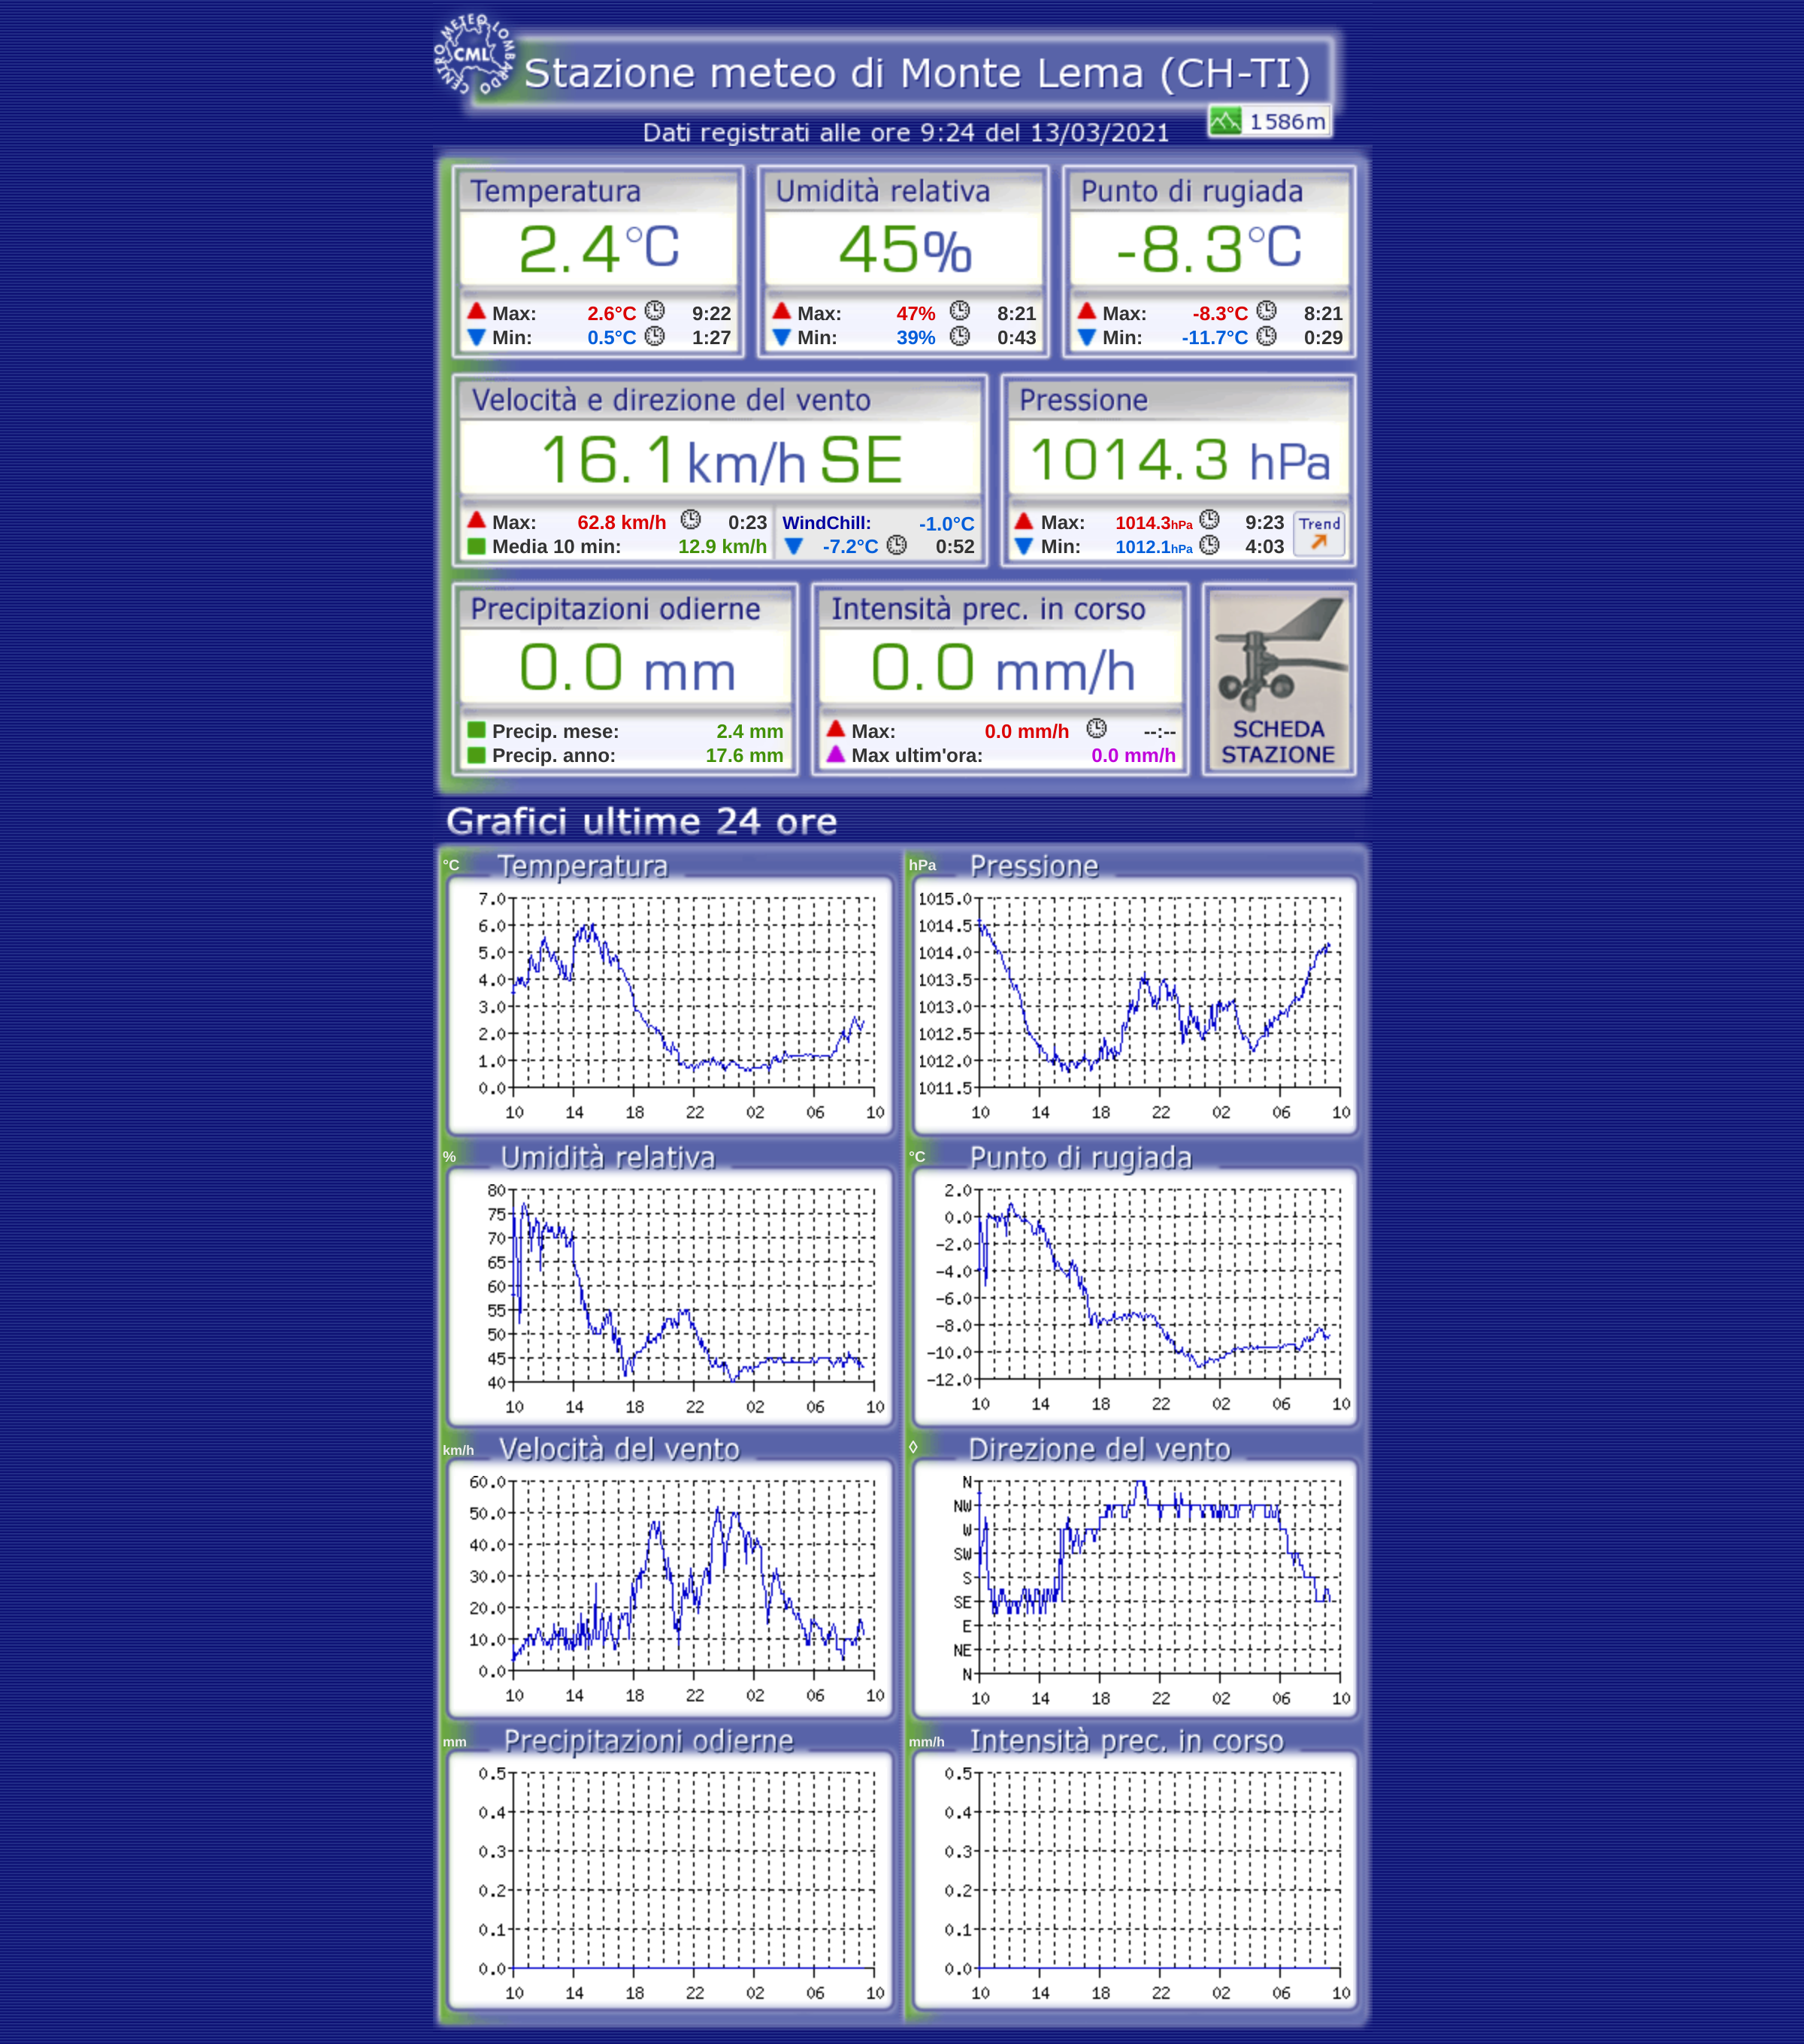 CENTRO METEO LOMBARDO
CML
Stazione meteo di Monte Lema (CH-TI)
1586m
Dati registrati alle ore 9:24 del 13/03/2021
Temperatura Umidità relativa Punto di rugiada
2.4°C 45% -8.3°C
Max: 2.6°C 9:22 Max: 47% 8:21 Max: -8.3°C 8:21
Min: 0.5°C 1:27 Min: 39% 0:43 Min: -11.7°C 0:29
Velocità e direzione del vento Pressione
16.1 km/h SE 1014.3 hPa
Max: 62.8 km/h 0:23 WindChill: -1.0°C Max: 1014.3hPa 9:23 Trend
Media 10 min: 12.9 km/h -7.2°C 0:52 Min: 1012.1hPa 4:03
Precipitazioni odierne Intensità prec. in corso
0.0 mm 0.0 mm/h
Precip. mese: 2.4 mm Max: 0.0 mm/h --:-- SCHEDA
Precip. anno: 17.6 mm Max ultim'ora: 0.0 mm/h STAZIONE
Grafici ultime 24 ore
°C Temperatura hPa Pressione
7.0 1015.0
6.0 1014.5
5.0 1014.0
4.0 1013.5
3.0 1013.0
2.0 1012.5
1.0 1012.0
0.0 1011.5
10 14 18 22 02 06 10 10 14 18 22 02 06 10
% Umidità relativa °C Punto di rugiada
80 2.0
75 0.0
70 -2.0
65 -4.0
60 -6.0
55 -8.0
50 -10.0
45 -12.0
40
10 14 18 22 02 06 10 10 14 18 22 02 06 10
km/h Velocità del vento ◊ Direzione del vento
60.0 N
50.0 NW
40.0 W
30.0 SW
20.0 S
10.0 SE
0.0 E
NE
N
10 14 18 22 02 06 10 10 14 18 22 02 06 10
mm Precipitazioni odierne mm/h Intensità prec. in corso
0.5 0.5
0.4 0.4
0.3 0.3
0.2 0.2
0.1 0.1
0.0 0.0
10 14 18 22 02 06 10 10 14 18 22 02 06 10